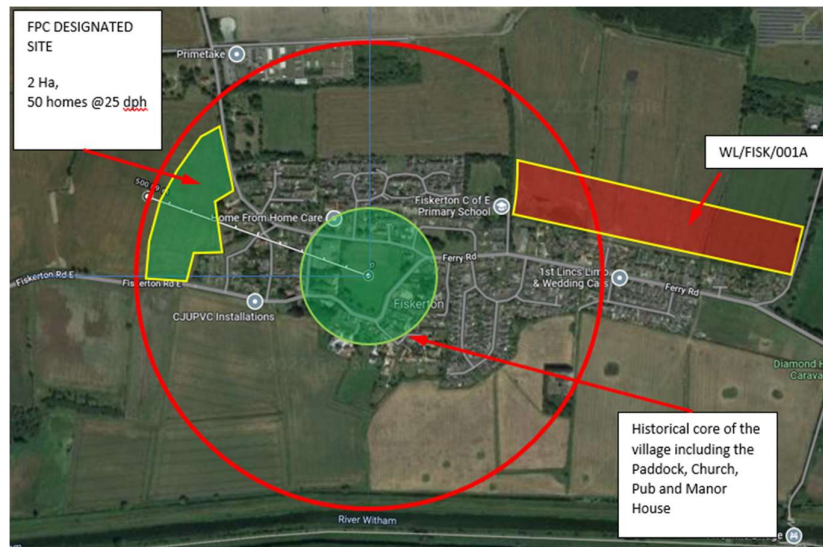 FPC DESIGNATED
SITE
2 Ha,
50 homes @25 dph
Primetake
WL/FISK/001A
Fiskerton C of E
Primary School
Home From Home Care
Ferry Rd
Fiskerton Rd E
Fiskerton Rd E
1st Lincs Limo
& Wedding Cars
Ferry Rd
Fiskerton
CJUPVC Installations
Diamond H
Carava
Historical core of the
village including the
Paddock, Church,
Pub and Manor
House
River Witham